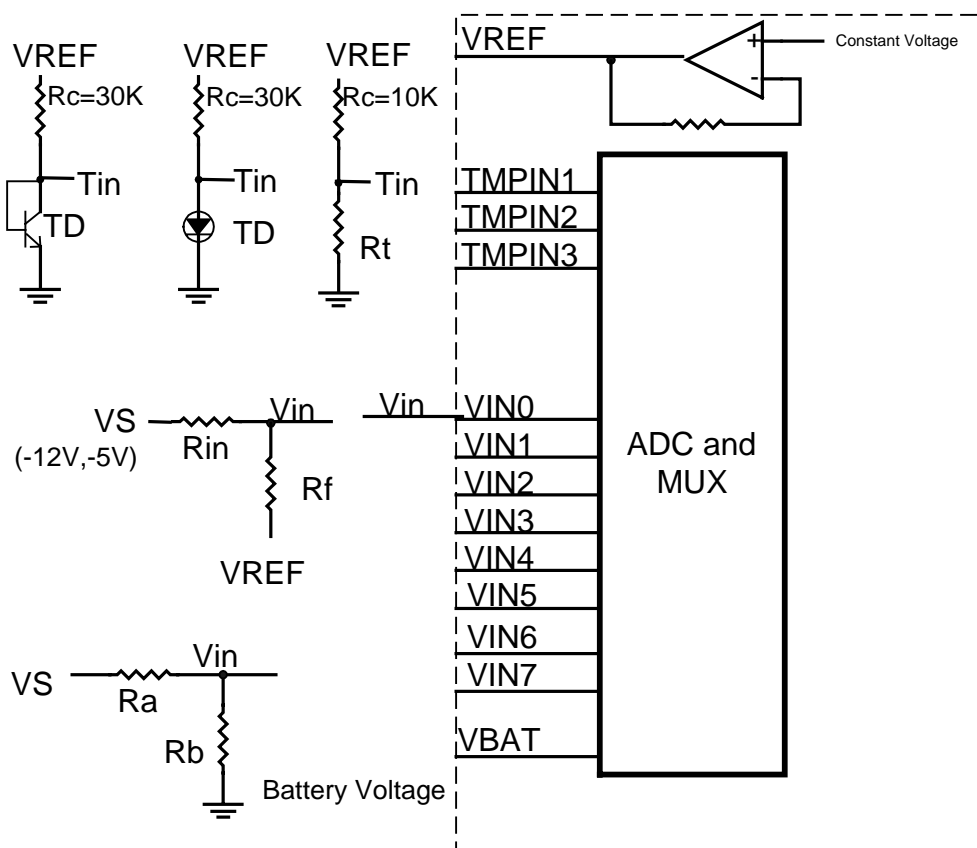 VREF
Rc=30K
Tin
TD
VREF
Rc=30K
Tin
TD
VREF
Rc=10K
Tin
Rt
VREF
+
-
Constant Voltage
TMPIN1
TMPIN2
TMPIN3
VS
(-12V,-5V)
Rin
Vin
Rf
VREF
Vin
VIN0
VIN1
VIN2
VIN3
VIN4
VIN5
VIN6
VIN7
VBAT
ADC and
MUX
VS
Ra
Vin
Rb
Battery Voltage